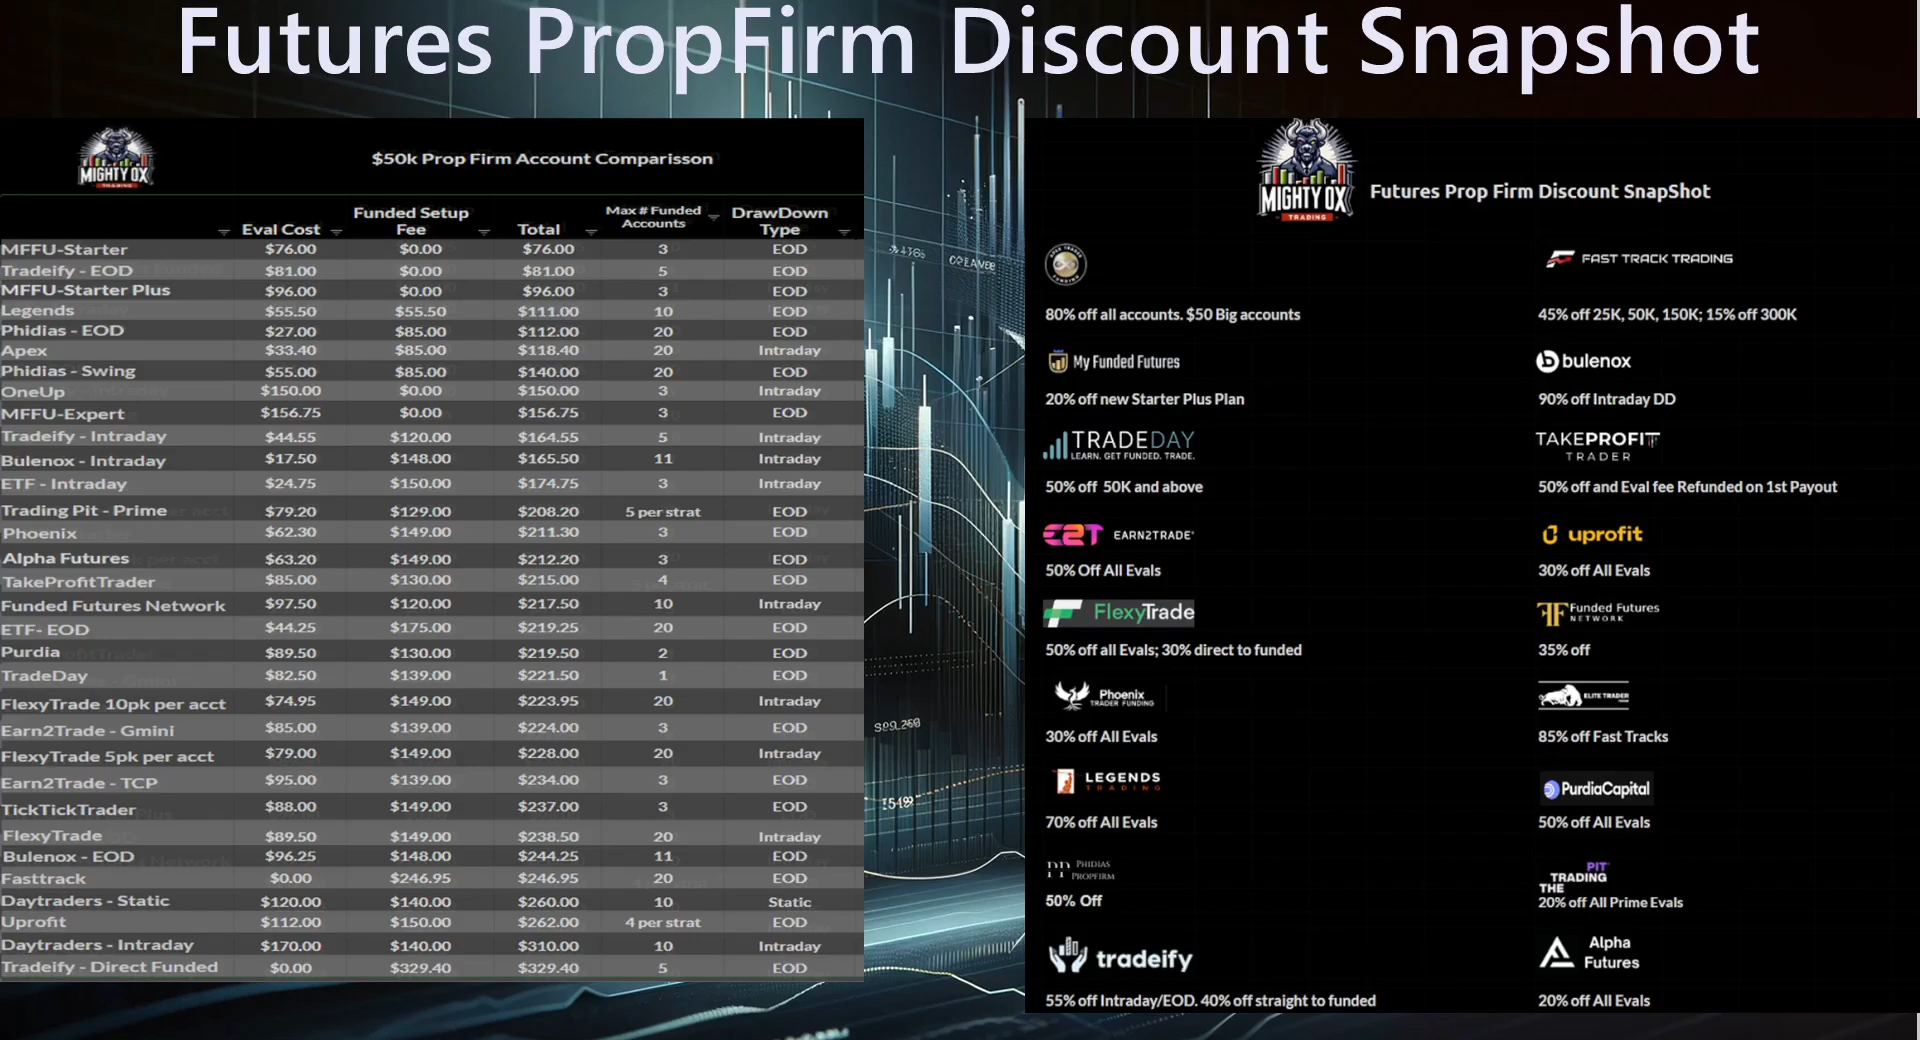 Futures PropFirm Discount Snapshot
MIGHTY OX
TRADING
$50k Prop Firm Account Comparisson
Eval Cost Funded Setup Fee Total Max # Funded Accounts DrawDown Type
MFFU-Starter $76.00 $0.00 $76.00 3 EOD
Tradeify - EOD $81.00 $0.00 $81.00 5 EOD
MFFU-Starter Plus $96.00 $0.00 $96.00 3 EOD
Legends $55.50 $55.50 $111.00 10 EOD
Phidias - EOD $27.00 $85.00 $112.00 20 EOD
Apex $33.40 $85.00 $118.40 20 Intraday
Phidias - Swing $55.00 $85.00 $140.00 20 EOD
OneUp $150.00 $0.00 $150.00 3 Intraday
MFFU-Expert $156.75 $0.00 $156.75 3 EOD
Tradeify - Intraday $44.55 $120.00 $164.55 5 Intraday
Bulenox - Intraday $17.50 $148.00 $165.50 11 Intraday
ETF - Intraday $24.75 $150.00 $174.75 3 Intraday
Trading Pit - Prime $79.20 $129.00 $208.20 5 per strat EOD
Phoenix $62.30 $149.00 $211.30 3 EOD
Alpha Futures $63.20 $149.00 $212.20 3 EOD
TakeProfitTrader $85.00 $130.00 $215.00 4 EOD
Funded Futures Network $97.50 $120.00 $217.50 10 Intraday
ETF- EOD $44.25 $175.00 $219.25 20 EOD
Purdia $89.50 $130.00 $219.50 2 EOD
TradeDay $82.50 $139.00 $221.50 1 EOD
FlexyTrade 10pk per acct $74.95 $149.00 $223.95 20 Intraday
Earn2Trade - Gmini $85.00 $139.00 $224.00 3 EOD
FlexyTrade 5pk per acct $79.00 $149.00 $228.00 20 Intraday
Earn2Trade - TCP $95.00 $139.00 $234.00 3 EOD
TickTickTrader $88.00 $149.00 $237.00 3 EOD
FlexyTrade $89.50 $149.00 $238.50 20 Intraday
Bulenox - EOD $96.25 $148.00 $244.25 11 EOD
Fasttrack $0.00 $246.95 $246.95 20 EOD
Daytraders - Static $120.00 $140.00 $260.00 10 Static
Uprofit $112.00 $150.00 $262.00 4 per strat EOD
Daytraders - Intraday $170.00 $140.00 $310.00 10 Intraday
Tradeify - Direct Funded $0.00 $329.40 $329.40 5 EOD
MIGHTY OX
TRADING
Futures Prop Firm Discount SnapShot
FAST TRACK TRADING
80% off all accounts. $50 Big accounts
45% off 25K, 50K, 150K; 15% off 300K
My Funded Futures
bulenox
20% off new Starter Plus Plan
90% off Intraday DD
TRADEDAY
LEARN. GET FUNDED. TRADE.
TAKEPROFIT
TRADER
50% off 50K and above
50% off and Eval fee Refunded on 1st Payout
E2T EARN2TRADE
uprofit
50% Off All Evals
30% off All Evals
FlexyTrade
Funded Futures
NETWORK
50% off all Evals; 30% direct to funded
35% off
Phoenix
TRADER FUNDING
ELITE TRADER
30% off All Evals
85% off Fast Tracks
LEGENDS
TRADING
PurdiaCapital
70% off All Evals
50% off All Evals
PHIDIAS
PROPFIRM
PIT
TRADING
THE
50% Off
20% off All Prime Evals
tradeify
Alpha
Futures
55% off Intraday/EOD. 40% off straight to funded
20% off All Evals